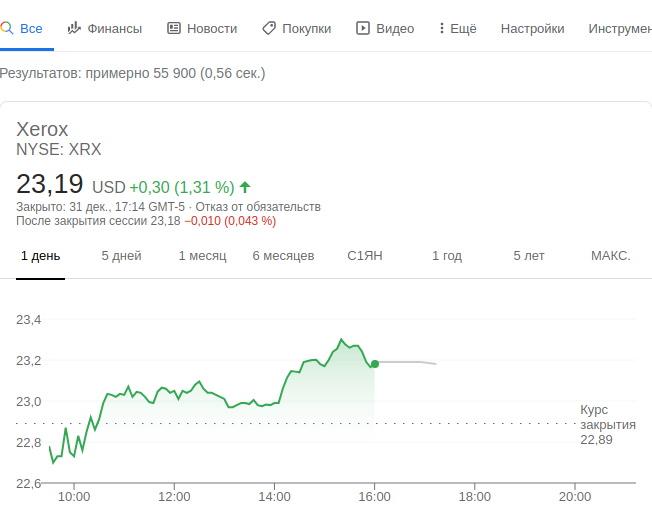 Все Финансы Новости Покупки Видео Ещё Настройки Инструмен
Результатов: примерно 55 900 (0,56 сек.)
Xerox
NYSE: XRX
23,19 USD +0,30 (1,31 %)
Закрыто: 31 дек., 17:14 GMT-5 · Отказ от обязательств
После закрытия сессии 23,18 −0,010 (0,043 %)
1 день 5 дней 1 месяц 6 месяцев С1ЯН 1 год 5 лет МАКС.
23,4
23,2
23,0
Курс
закрытия
22,89
22,8
22,6
10:00 12:00 14:00 16:00 18:00 20:00